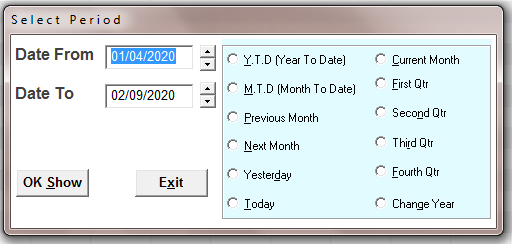 Select Period
Date From 01/04/2020
Date To 02/09/2020
OK Show Exit
Y.T.D (Year To Date)
M.T.D (Month To Date)
Previous Month
Next Month
Yesterday
Today
Current Month
First Qtr
Second Qtr
Third Qtr
Fourth Qtr
Change Year